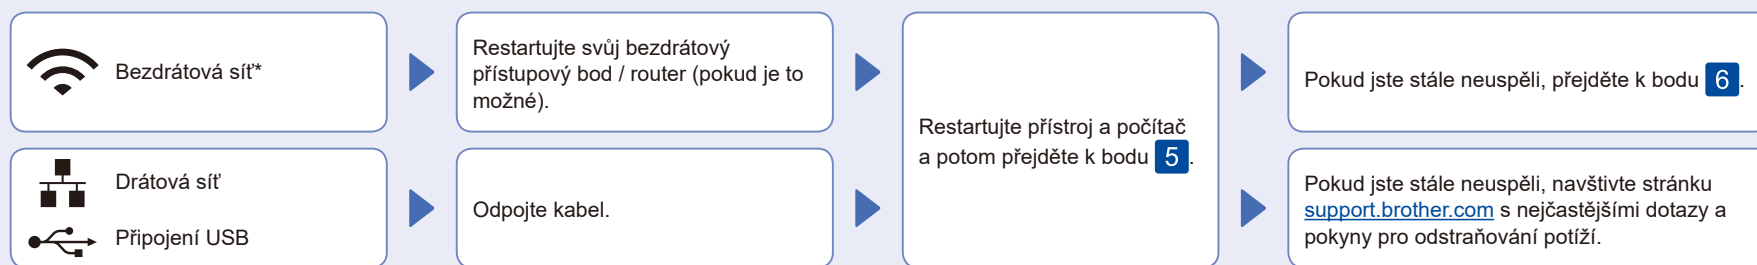 Bezdrátová síť*
Restartujte svůj bezdrátový
přístupový bod / router (pokud je to
možné).
Drátová síť
Připojení USB
Odpojte kabel.
Restartujte přístroj a počítač
a potom přejděte k bodu 5.
Pokud jste stále neuspěli, přejděte k bodu 6.
Pokud jste stále neuspěli, navštivte stránku
support.brother.com s nejčastějšími dotazy a
pokyny pro odstraňování potíží.